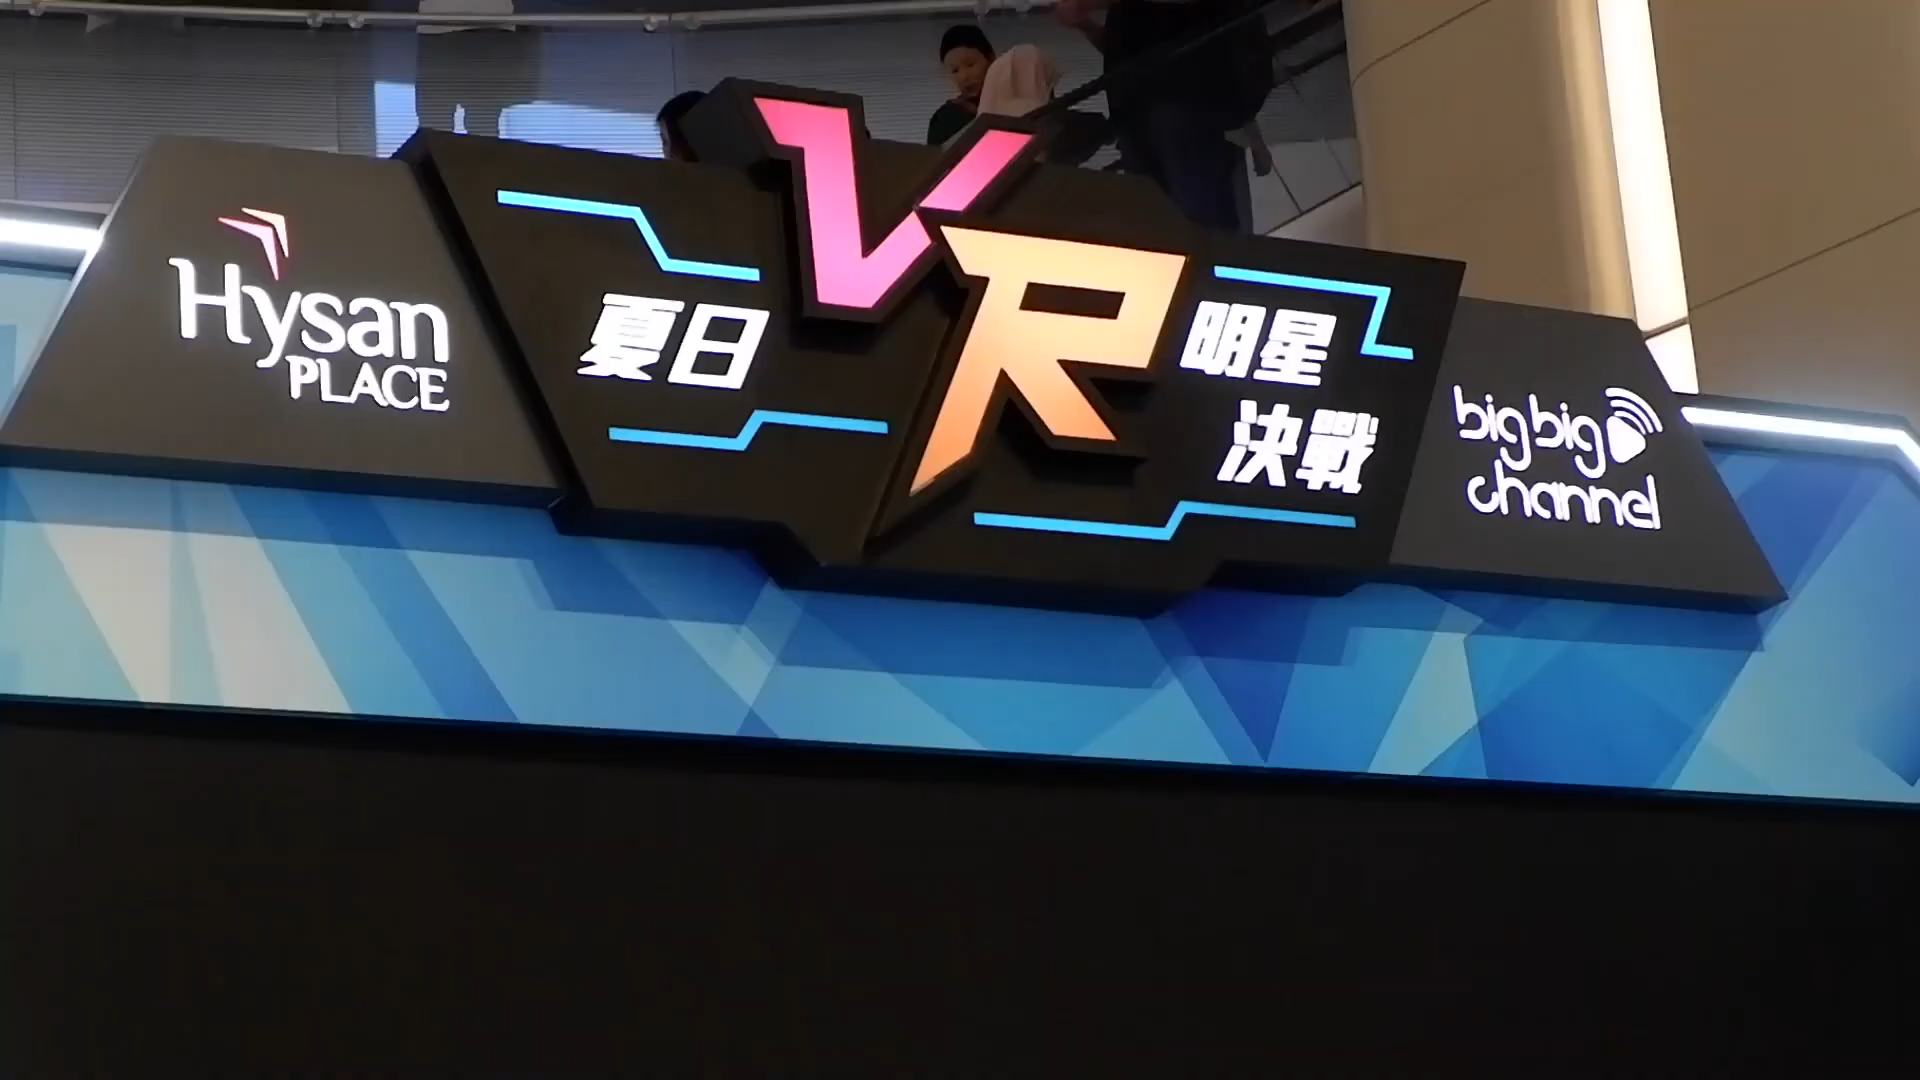 Hysan
PLACE
夏日
VR
明星
決戰
bigbig
channel